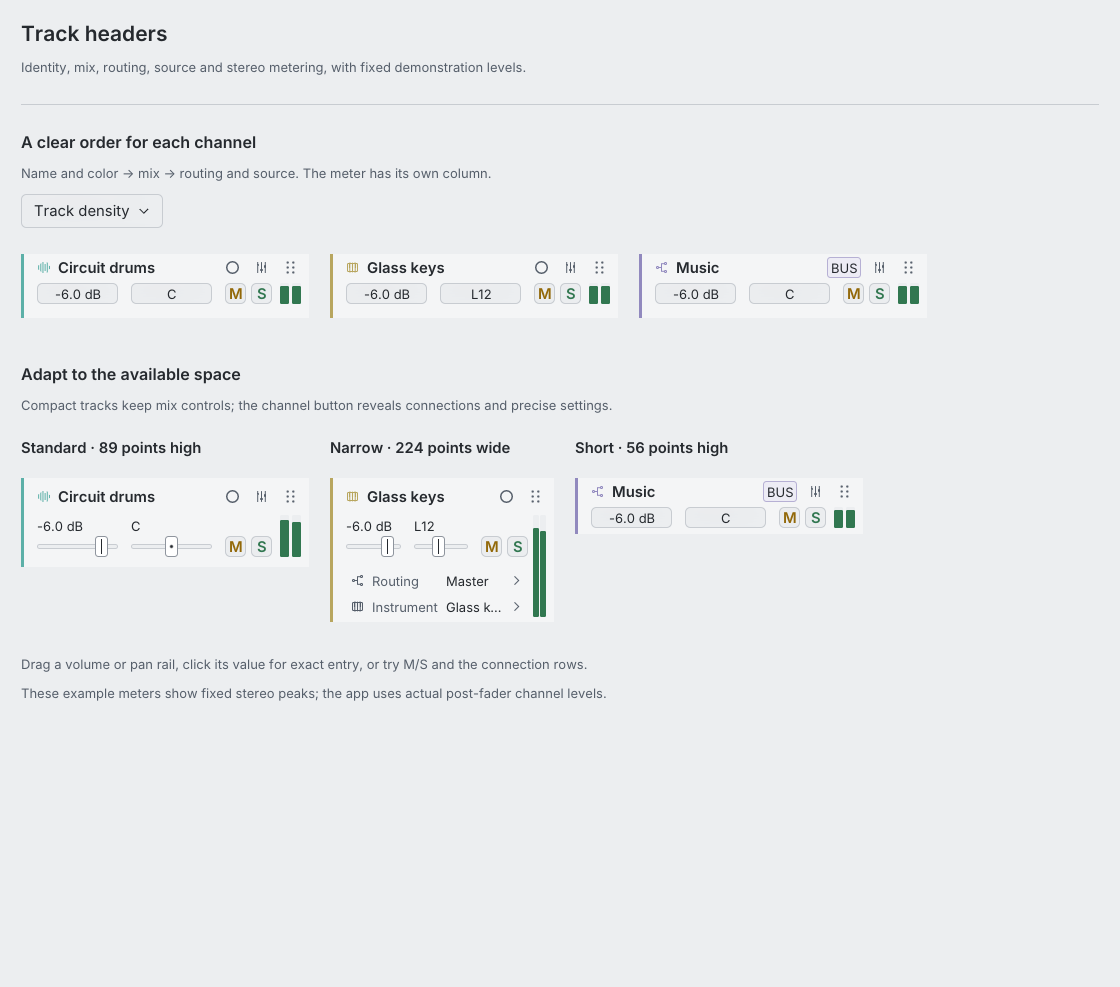 Track headers
Identity, mix, routing, source and stereo metering, with fixed demonstration levels.
A clear order for each channel
Name and color → mix → routing and source. The meter has its own column.
Track density
Circuit drums
-6.0 dB C M S
Glass keys
-6.0 dB L12 M S
Music BUS
-6.0 dB C M S
Adapt to the available space
Compact tracks keep mix controls; the channel button reveals connections and precise settings.
Standard · 89 points high
Circuit drums
-6.0 dB C
M S
Narrow · 224 points wide
Glass keys
-6.0 dB L12
M S
Routing Master
Instrument Glass k...
Short · 56 points high
Music BUS
-6.0 dB C M S
Drag a volume or pan rail, click its value for exact entry, or try M/S and the connection rows.
These example meters show fixed stereo peaks; the app uses actual post-fader channel levels.